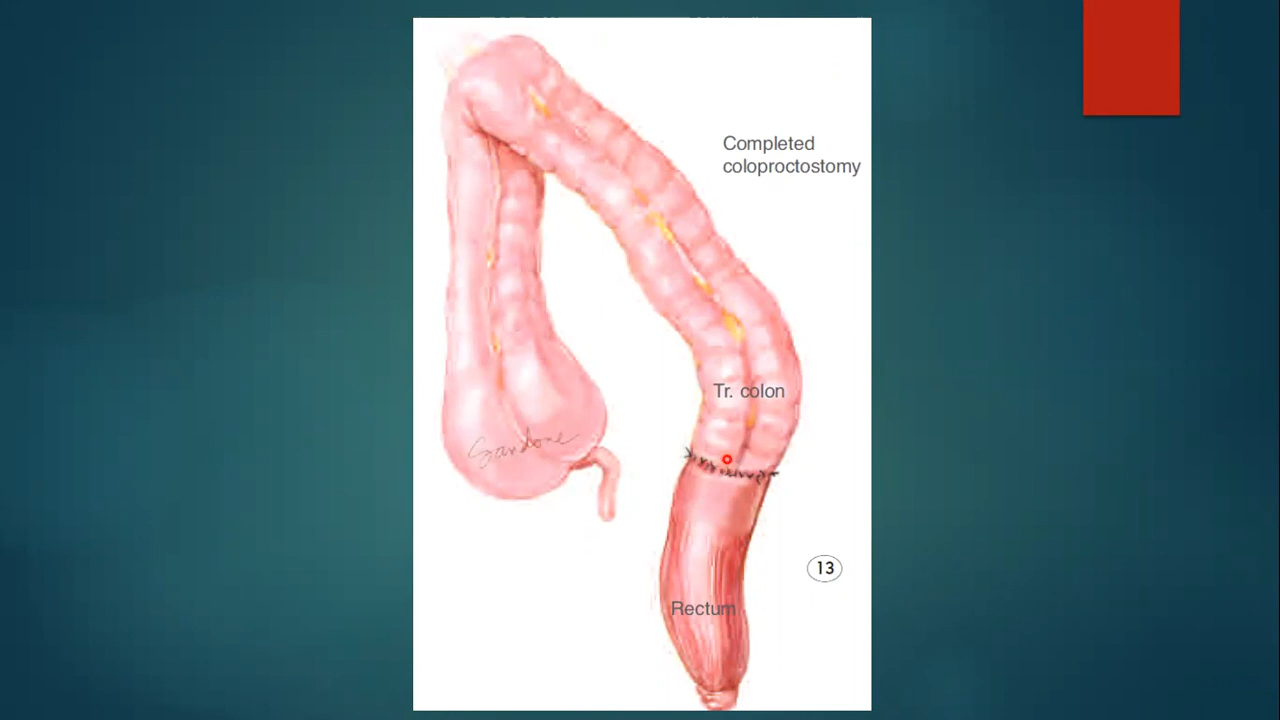 Completed
coloproctostomy
Tr. colon
13
Rectum